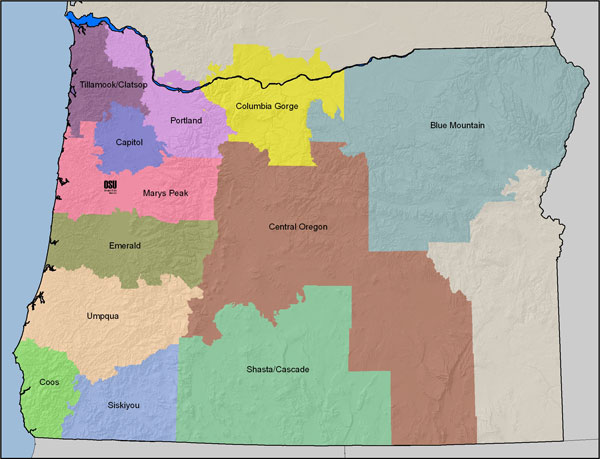 Tillamook/Clatsop
Columbia Gorge
Portland
Blue Mountain
Capitol
OSU
Marys Peak
Central Oregon
Emerald
Umpqua
Shasta/Cascade
Coos
Siskiyou